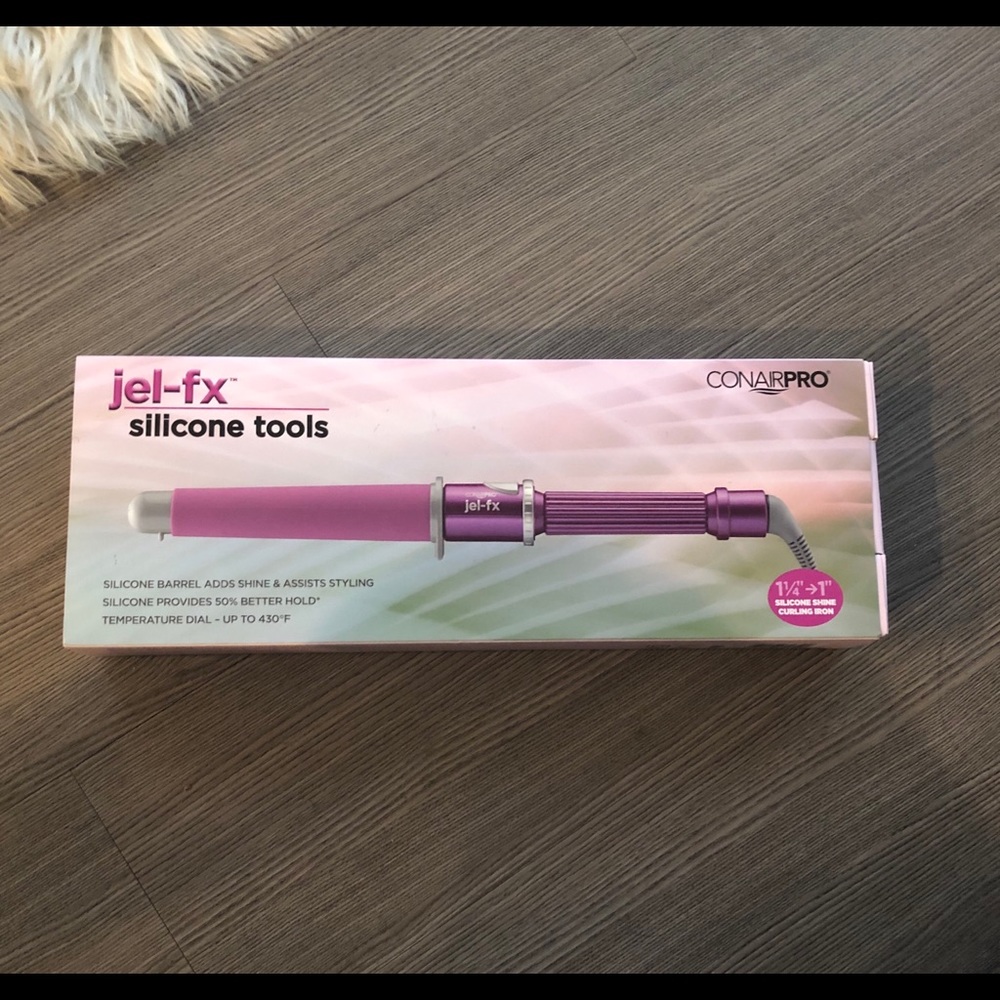 jel-fx™
silicone tools
CONAIRPRO®
CONAIRPRO
jel-fx
SILICONE BARREL ADDS SHINE & ASSISTS STYLING
SILICONE PROVIDES 50% BETTER HOLD*
TEMPERATURE DIAL – UP TO 430°F
1¼"→1"
SILICONE SHINE
CURLING IRON